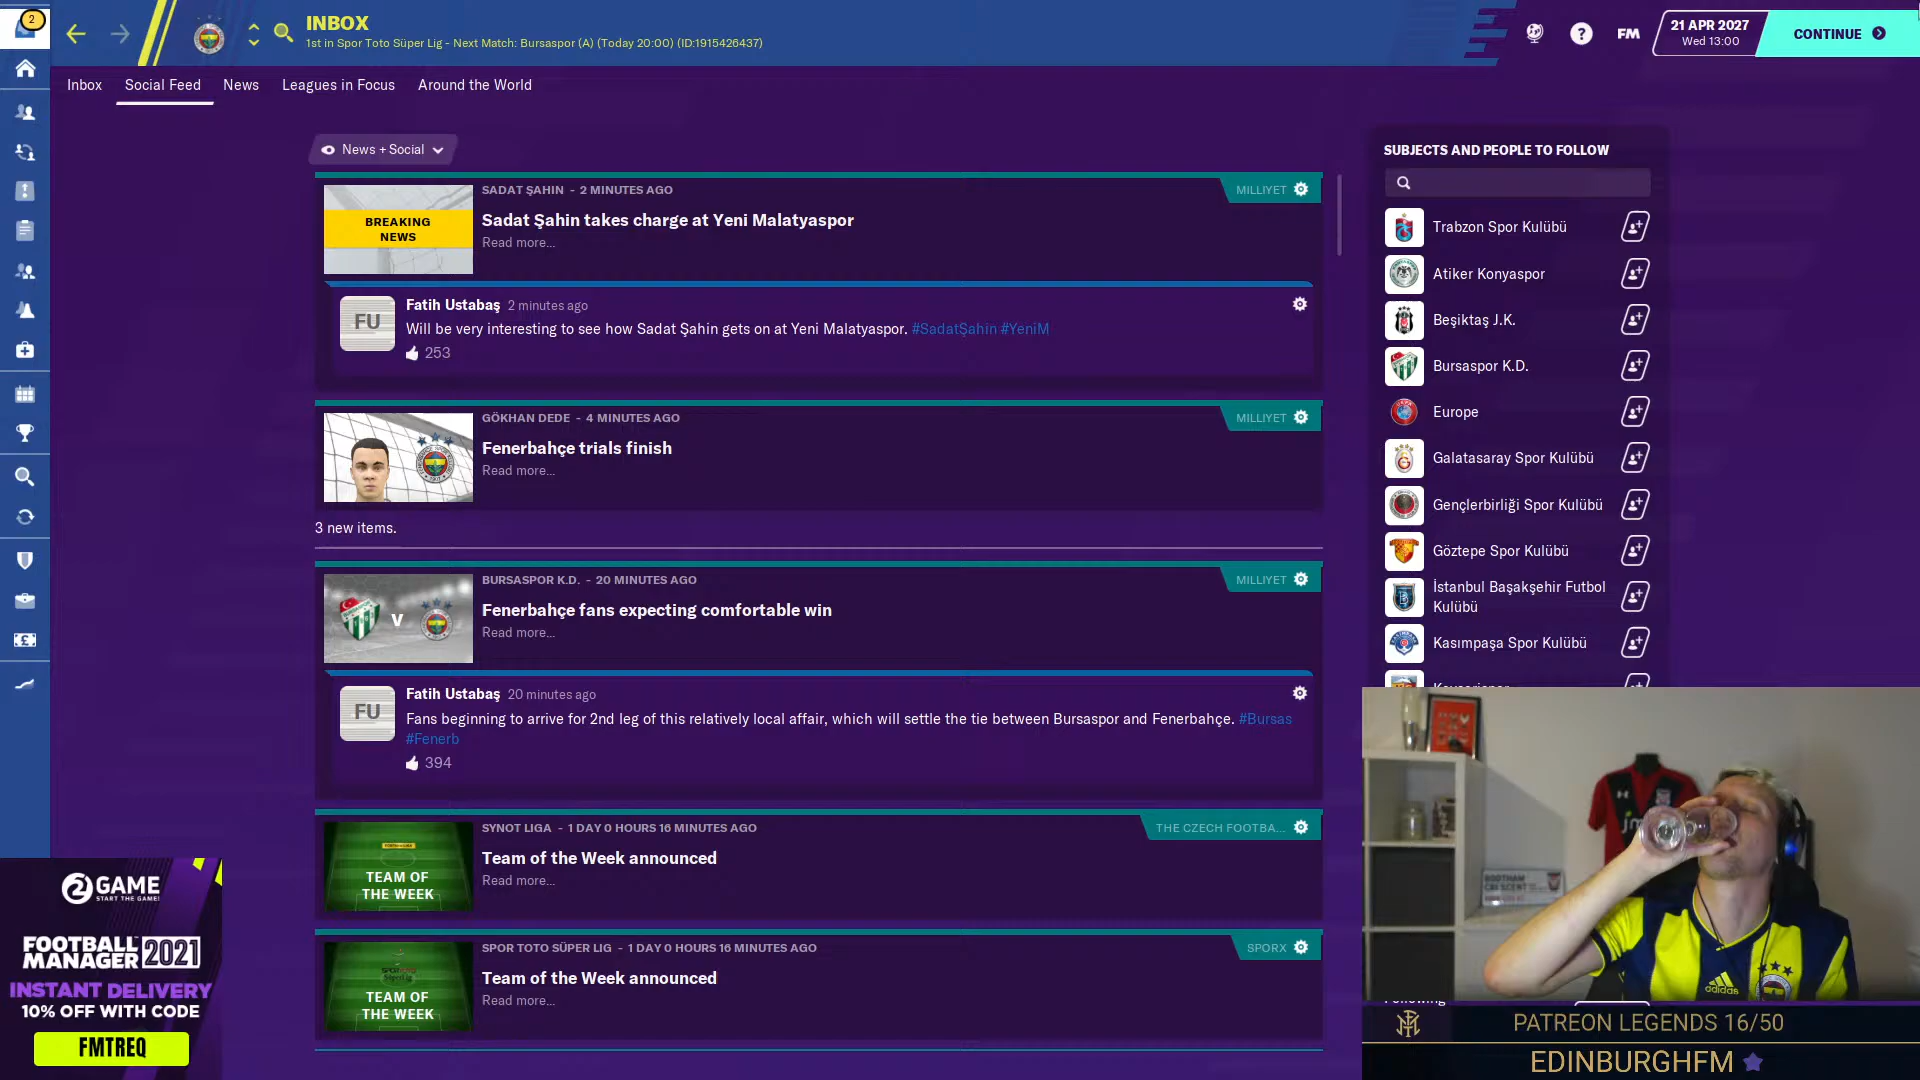 2
INBOX
1st in Spor Toto Süper Lig - Next Match: Bursaspor (A) (Today 20:00) (ID:1915426437)
?
FM
21 APR 2027
Wed 13:00
CONTINUE
Inbox
Social Feed
News
Leagues in Focus
Around the World
News + Social
SADAT ŞAHIN - 2 MINUTES AGO
MILLIYET
BREAKING
NEWS
Sadat Şahin takes charge at Yeni Malatyaspor
Read more...
FU
Fatih Ustabaş 2 minutes ago
Will be very interesting to see how Sadat Şahin gets on at Yeni Malatyaspor. #SadatŞahin #YeniM
253
GÖKHAN DEDE - 4 MINUTES AGO
MILLIYET
Fenerbahçe trials finish
Read more...
3 new items.
BURSASPOR K.D. - 20 MINUTES AGO
MILLIYET
V
Fenerbahçe fans expecting comfortable win
Read more...
FU
Fatih Ustabaş 20 minutes ago
Fans beginning to arrive for 2nd leg of this relatively local affair, which will settle the tie between Bursaspor and Fenerbahçe. #Bursas
#Fenerb
394
SYNOT LIGA - 1 DAY 0 HOURS 16 MINUTES AGO
THE CZECH FOOTBA...
TEAM OF
THE WEEK
Team of the Week announced
Read more...
SPOR TOTO SÜPER LIG - 1 DAY 0 HOURS 16 MINUTES AGO
SPORX
TEAM OF
THE WEEK
Team of the Week announced
Read more...
SUBJECTS AND PEOPLE TO FOLLOW
Trabzon Spor Kulübü
Atiker Konyaspor
Beşiktaş J.K.
Bursaspor K.D.
Europe
Galatasaray Spor Kulübü
Gençlerbirliği Spor Kulübü
Göztepe Spor Kulübü
İstanbul Başakşehir Futbol
Kulübü
Kasımpaşa Spor Kulübü
BOOTHAM
CRESCENT
adidas
PATREON LEGENDS 16/50
EDINBURGHFM
2GAME
START THE GAME!
FOOTBALL
MANAGER 2021
INSTANT DELIVERY
10% OFF WITH CODE
FMTREQ